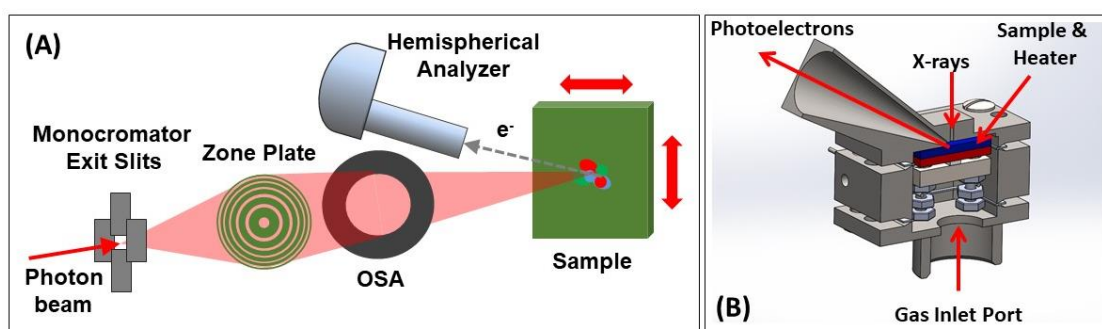 (A)
Hemispherical
Analyzer
Monocromator
Exit Slits
Zone Plate
e-
Photon
beam
OSA
Sample
Photoelectrons
X-rays
Sample &
Heater
(B)
Gas Inlet Port